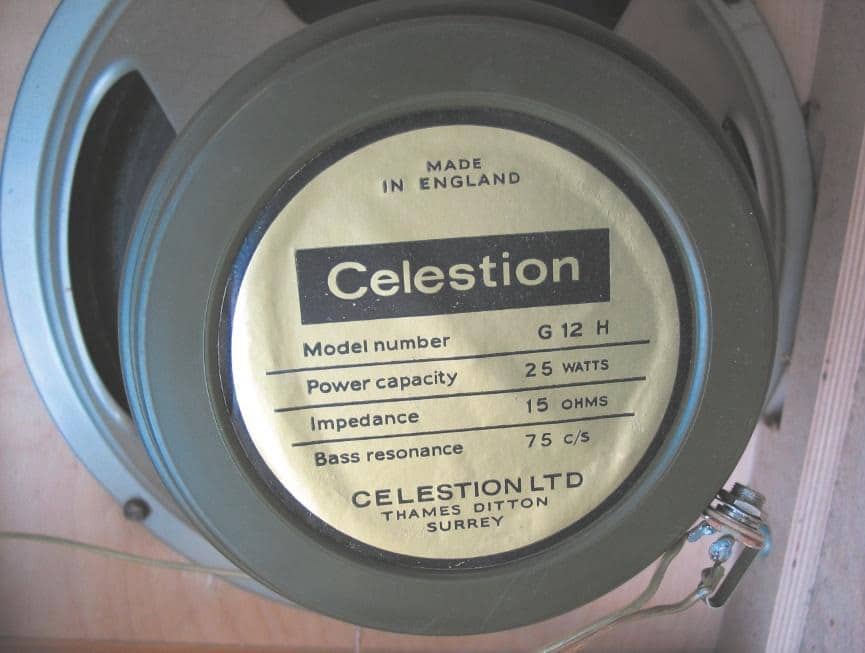 MADE
IN ENGLAND
Celestion
Model number G 12 H
Power capacity 25 WATTS
Impedance 15 OHMS
Bass resonance 75 c/s
CELESTION LTD
THAMES DITTON
SURREY